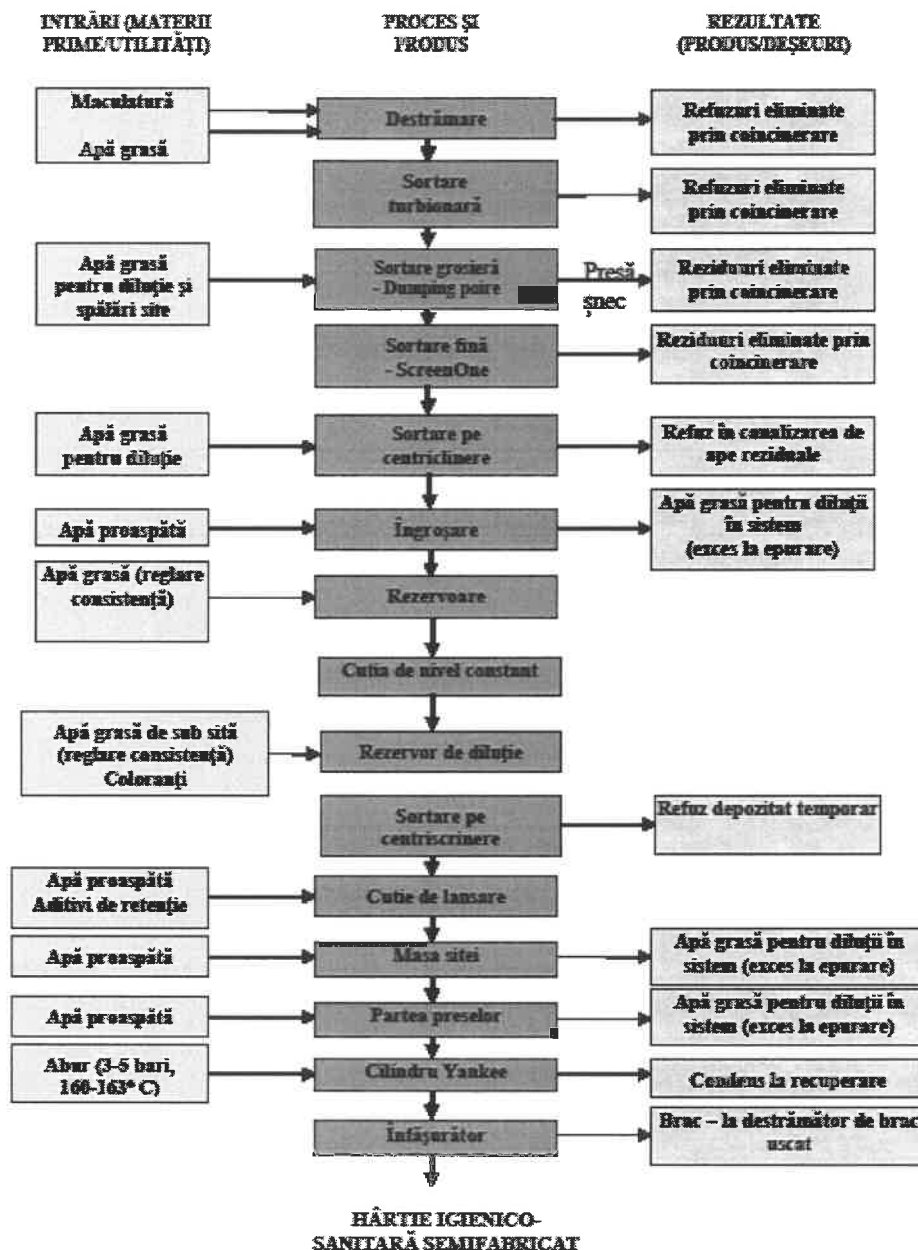 INTRĂRI (MATERII
PRIME/UTILITĂȚI)
PROCES ȘI
PRODUS
REZULTATE
(PRODUS/DEȘEURI)
Maculatură
Apă grasă
Destrămare
Refuzuri eliminate
prin coincinerare
Sortare
turbionară
Refuzuri eliminate
prin coincinerare
Apă grasă
pentru diluție și
spălări site
Sortare grosieră
- Dumping poire
Presă
șnec
Reziduuri eliminate
prin coincinerare
Sortare fină
- ScreenOne
Reziduuri eliminate prin
coincinerare
Apă grasă
pentru diluție
Sortare pe
centriclinere
Refuz în canalizarea de
ape reziduale
Apă proaspătă
Îngroșare
Apă grasă pentru diluții
în sistem
(exces la epurare)
Apă grasă (reglare
consistență)
Rezervoare
Cutia de nivel constant
Apă grasă de sub sită
(reglare consistență)
Coloranți
Rezervor de diluție
Sortare pe
centriscrinere
Refuz depozitat temporar
Apă proaspătă
Aditivi de retenție
Cutie de lansare
Apă proaspătă
Masa sitei
Apă grasă pentru diluții în
sistem (exces la epurare)
Apă proaspătă
Partea preselor
Apă grasă pentru diluții în
sistem (exces la epurare)
Abur (3-5 bari,
160-163° C)
Cilindru Yankee
Condens la recuperare
Înfășurător
Brac – la destrămător de brac
uscat
HÂRTIE IGIENICO-
SANITARĂ SEMIFABRICAT